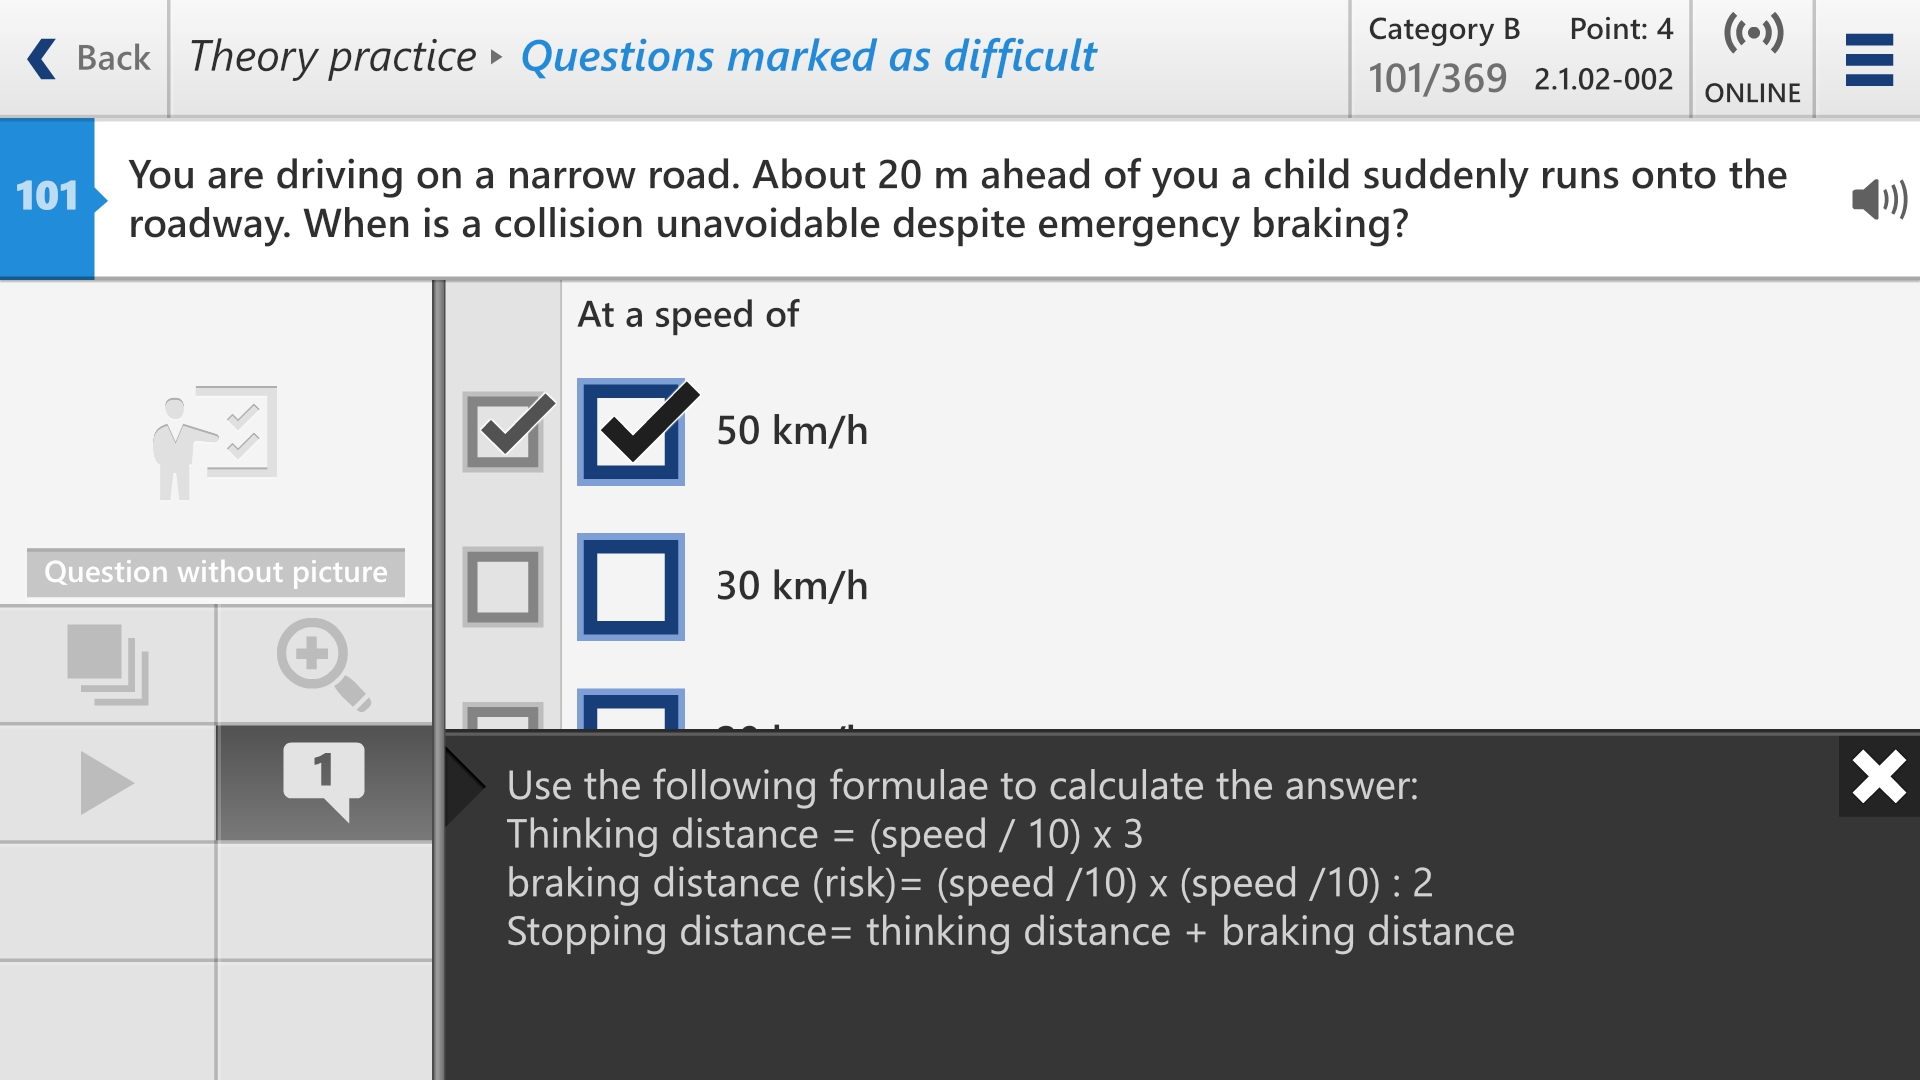 Back
Theory practice ▸ Questions marked as difficult
Category B Point: 4
101/369 2.1.02-002
ONLINE
101
You are driving on a narrow road. About 20 m ahead of you a child suddenly runs onto the
roadway. When is a collision unavoidable despite emergency braking?
At a speed of
50 km/h
30 km/h
Question without picture
1
Use the following formulae to calculate the answer:
Thinking distance = (speed / 10) x 3
braking distance (risk)= (speed /10) x (speed /10) : 2
Stopping distance= thinking distance + braking distance